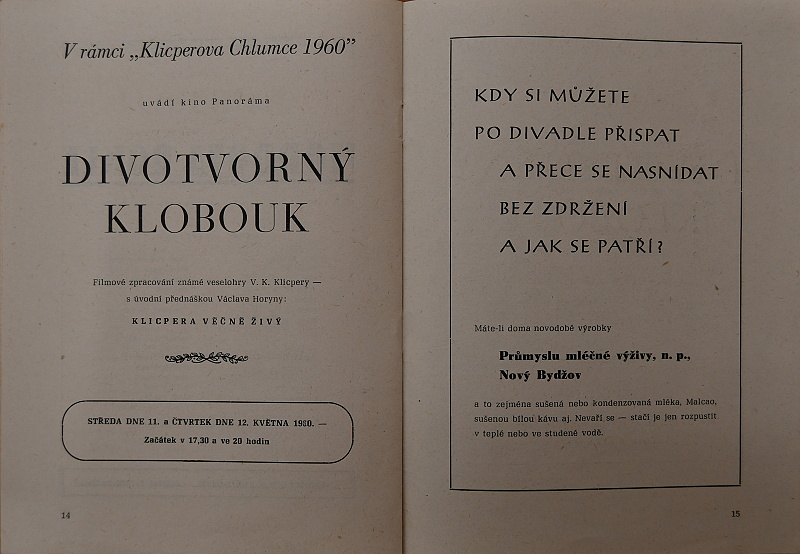 V rámci „Klicperova Chlumce 1960”
uvádí kino Panoráma
DIVOTVORNÝ
KLOBOUK
Filmové zpracování známé veselohry V. K. Klicpery —
s úvodní přednáškou Václava Horyny:
KLICPERA VĚČNĚ ŽIVÝ
STŘEDA DNE 11. a ČTVRTEK DNE 12. KVĚTNA 1960. —
Začátek v 17,30 a ve 20 hodin
14
KDY SI MŮŽETE
PO DIVADLE PŘISPAT
A PŘECE SE NASNÍDAT
BEZ ZDRŽENÍ
A JAK SE PATŘÍ?
Máte-li doma novodobé výrobky
Průmyslu mléčné výživy, n. p.,
Nový Bydžov
a to zejména sušená nebo kondenzovaná mléka, Malcao,
sušenou bílou kávu aj. Nevaří se — stačí je jen rozpustit
v teplé nebo ve studené vodě.
15